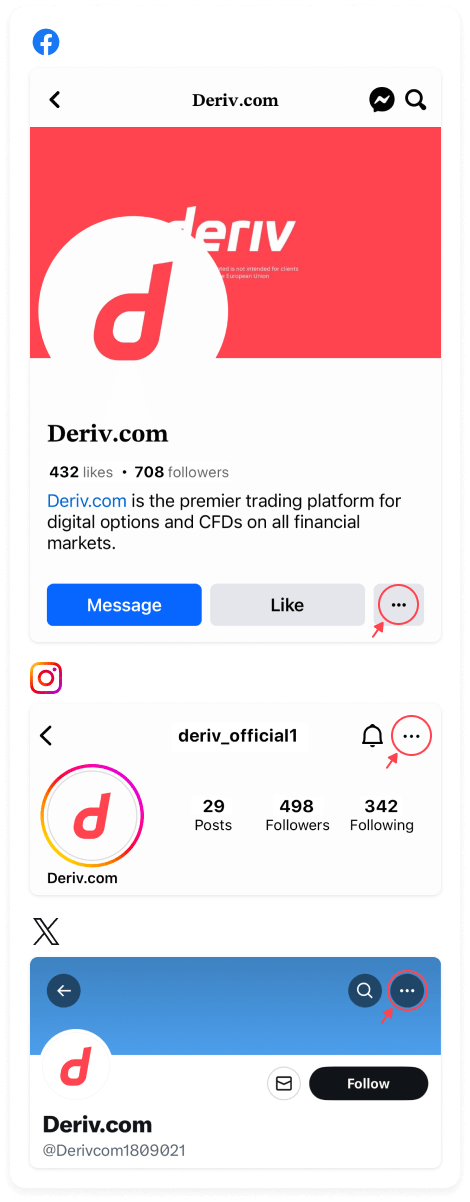 Deriv.com
deriv
ted is not intended for clients
e European Union
d
Deriv.com
432 likes • 708 followers
Deriv.com is the premier trading platform for
digital options and CFDs on all financial
markets.
Message
Like
deriv_official1
29
498
342
Posts
Followers
Following
d
Deriv.com
d
Follow
Deriv.com
@Derivcom1809021